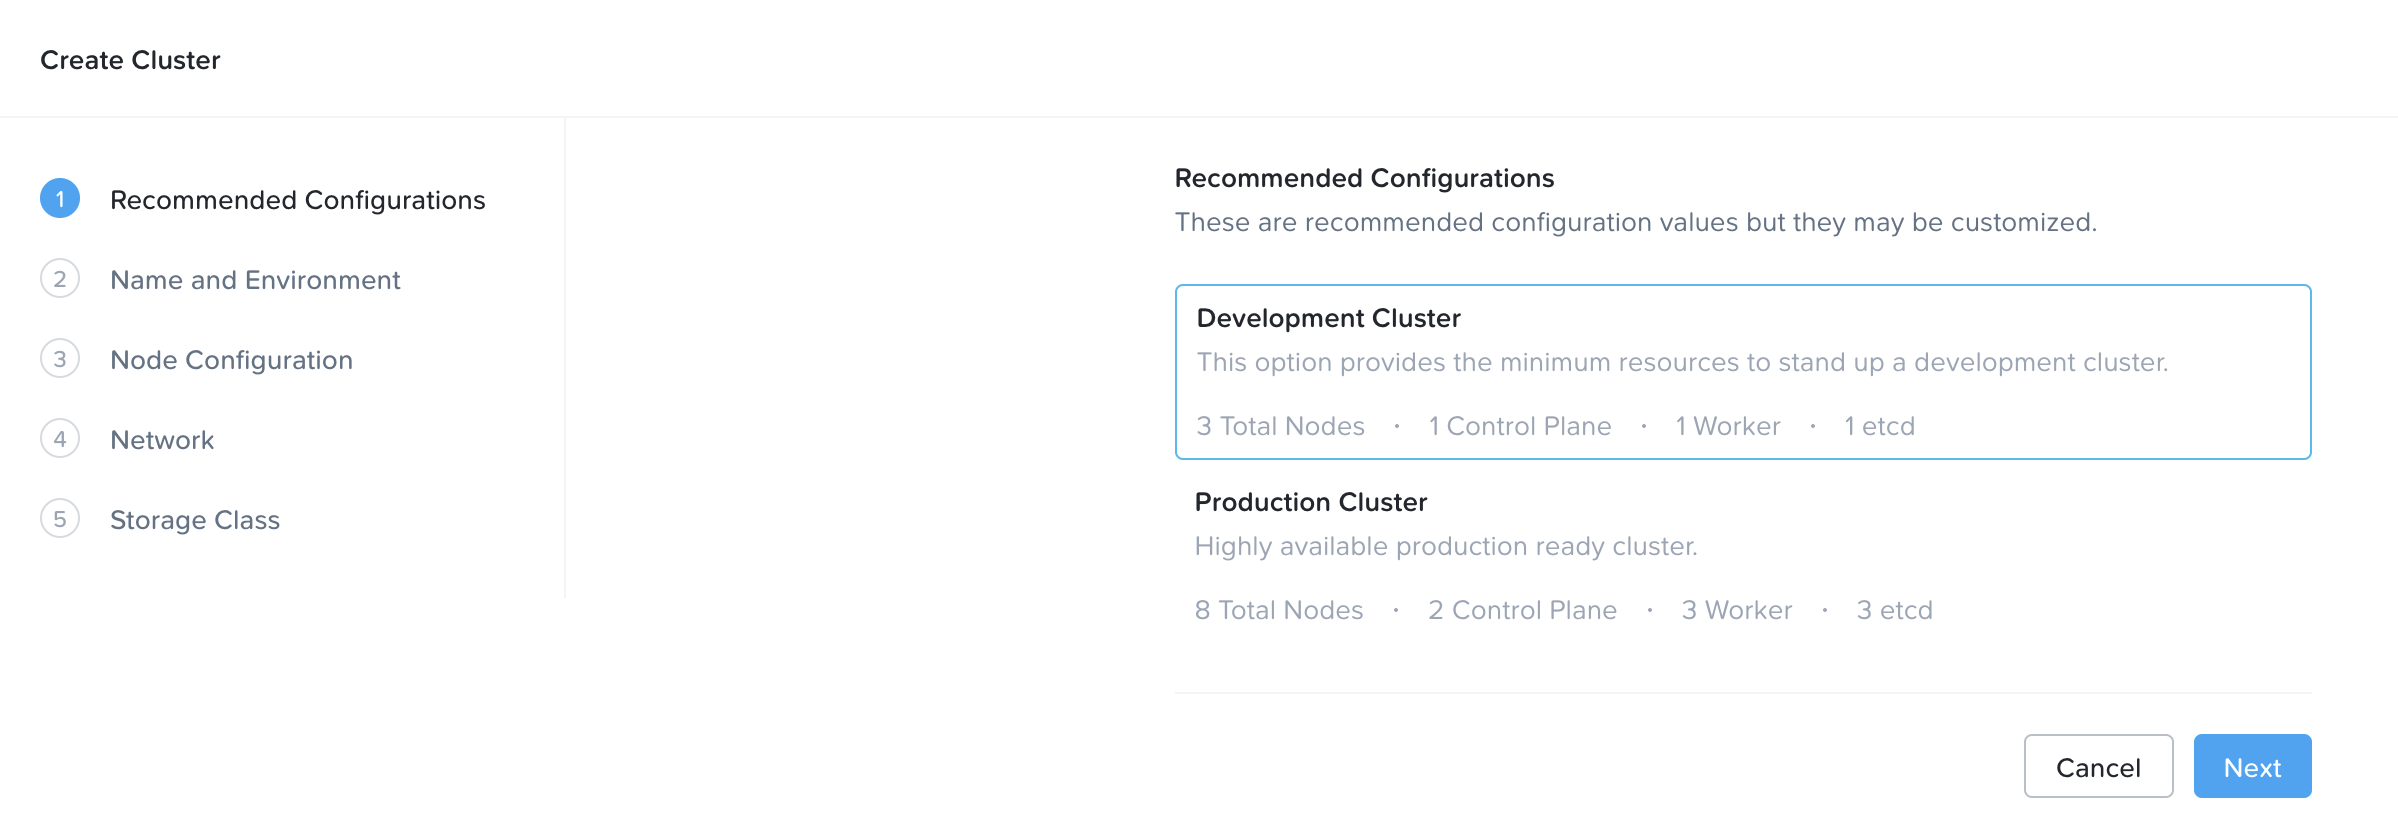 Create Cluster
1 Recommended Configurations
2 Name and Environment
3 Node Configuration
4 Network
5 Storage Class
Recommended Configurations
These are recommended configuration values but they may be customized.
Development Cluster
This option provides the minimum resources to stand up a development cluster.
3 Total Nodes · 1 Control Plane · 1 Worker · 1 etcd
Production Cluster
Highly available production ready cluster.
8 Total Nodes · 2 Control Plane · 3 Worker · 3 etcd
Cancel Next